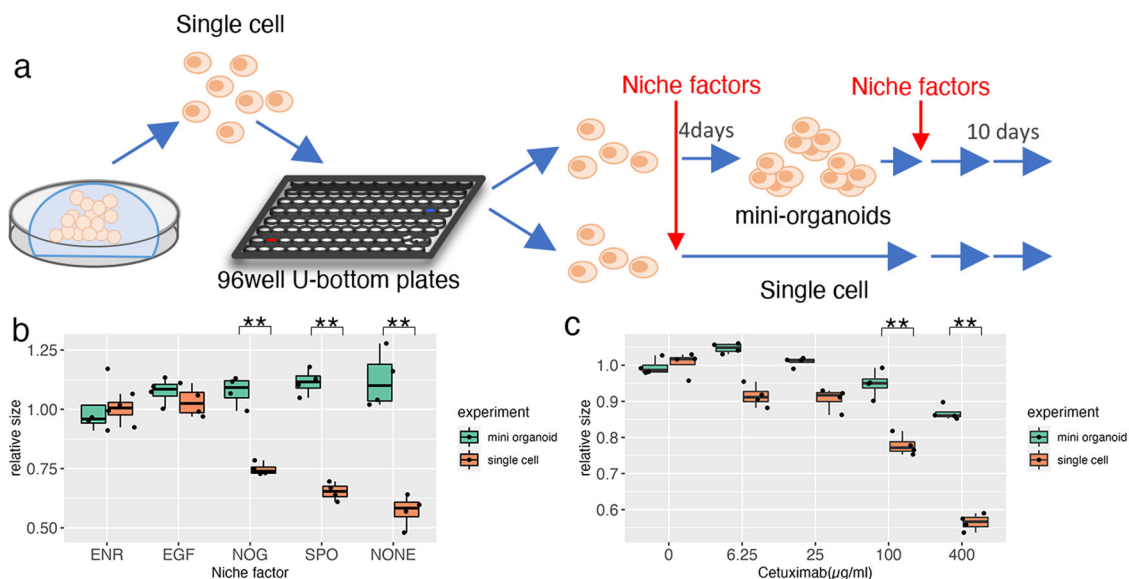 Single cell
a
Niche factors
Niche factors
4days
10 days
mini-organoids
96well U-bottom plates
Single cell
b
** ** **
1.25
1.00
0.75
0.50
relative size
ENR EGF NOG SPO NONE
Niche factor
experiment
mini organoid
single cell
c
** **
1.0
0.9
0.8
0.7
0.6
relative size
0 6.25 25 100 400
Cetuximab(μg/ml)
experiment
mini organoid
single cell